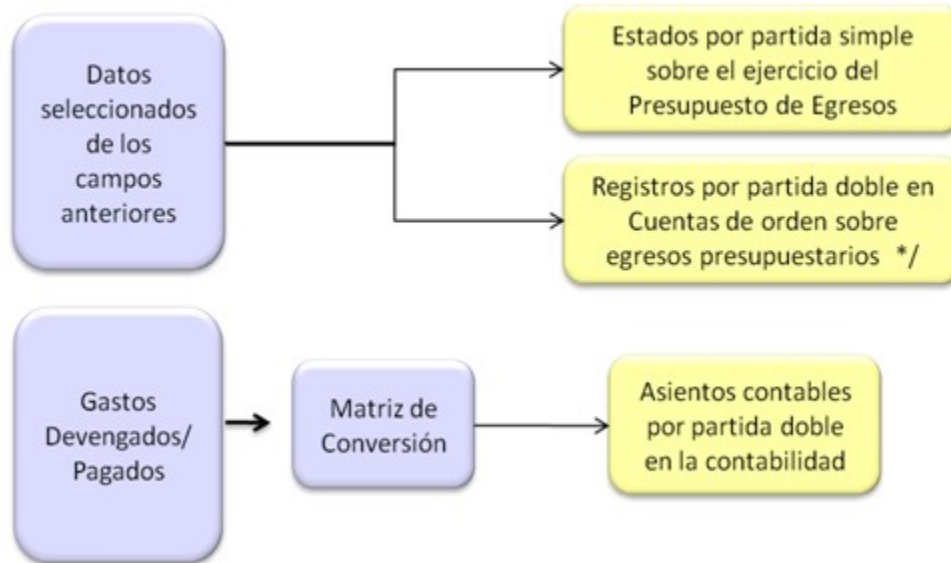 Datos
seleccionados
de los
campos
anteriores
Estados por partida simple
sobre el ejercicio del
Presupuesto de Egresos
Registros por partida doble en
Cuentas de orden sobre
egresos presupuestarios */
Gastos
Devengados/
Pagados
Matriz de
Conversión
Asientos contables
por partida doble
en la contabilidad